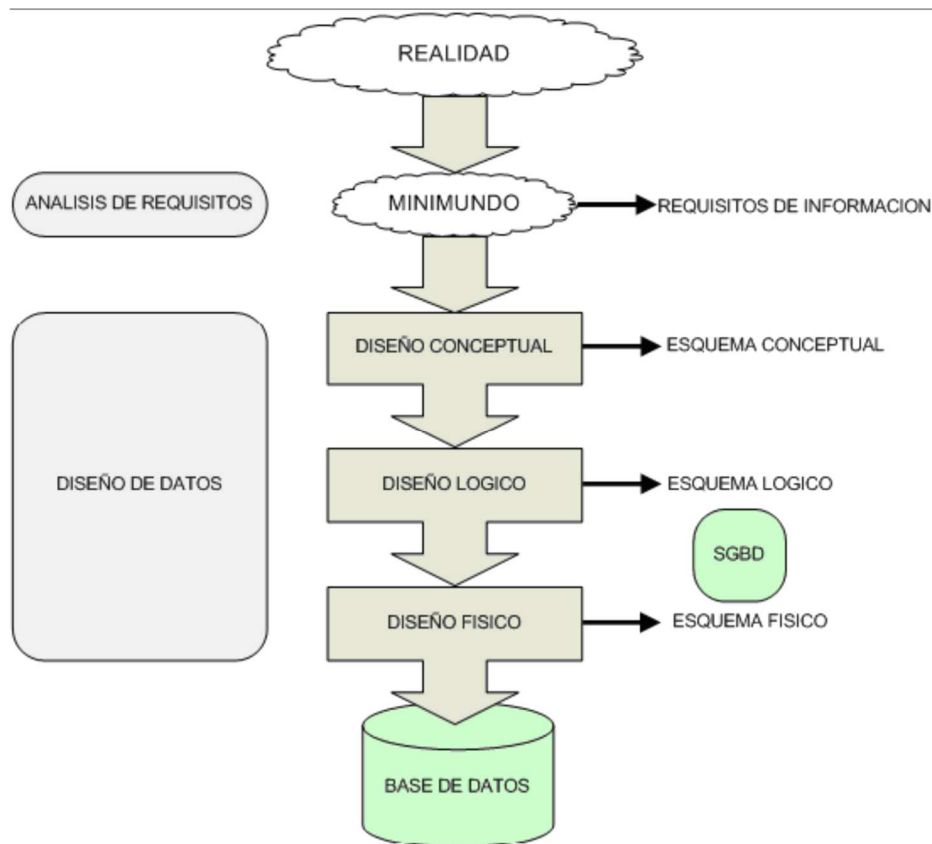 REALIDAD
ANALISIS DE REQUISITOS
MINIMUNDO
REQUISITOS DE INFORMACION
DISEÑO CONCEPTUAL
ESQUEMA CONCEPTUAL
DISEÑO DE DATOS
DISEÑO LOGICO
ESQUEMA LOGICO
SGBD
DISEÑO FISICO
ESQUEMA FISICO
BASE DE DATOS